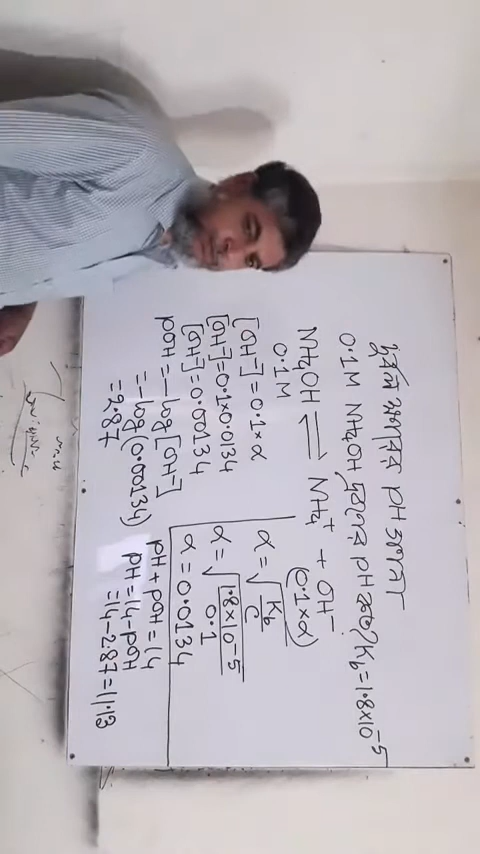 দুর্বল ক্ষারের pH গণনা
0.1M NH₄OH দ্রবণের pH কত? K_b = 1.8×10⁻⁵
NH₄OH ⇌ NH₄⁺ + OH⁻
0.1M (0.1×α)
[OH⁻] = 0.1×α
[OH⁻] = 0.1×0.0134
[OH⁻] = 0.00134
pOH = -log[OH⁻]
= -log(0.00134)
= 2.87
α = √(K_b/C)
α = √(1.8×10⁻⁵/0.1)
α = 0.0134
pH + pOH = 14
pH = 14 - pOH
= 14 - 2.87 = 11.13